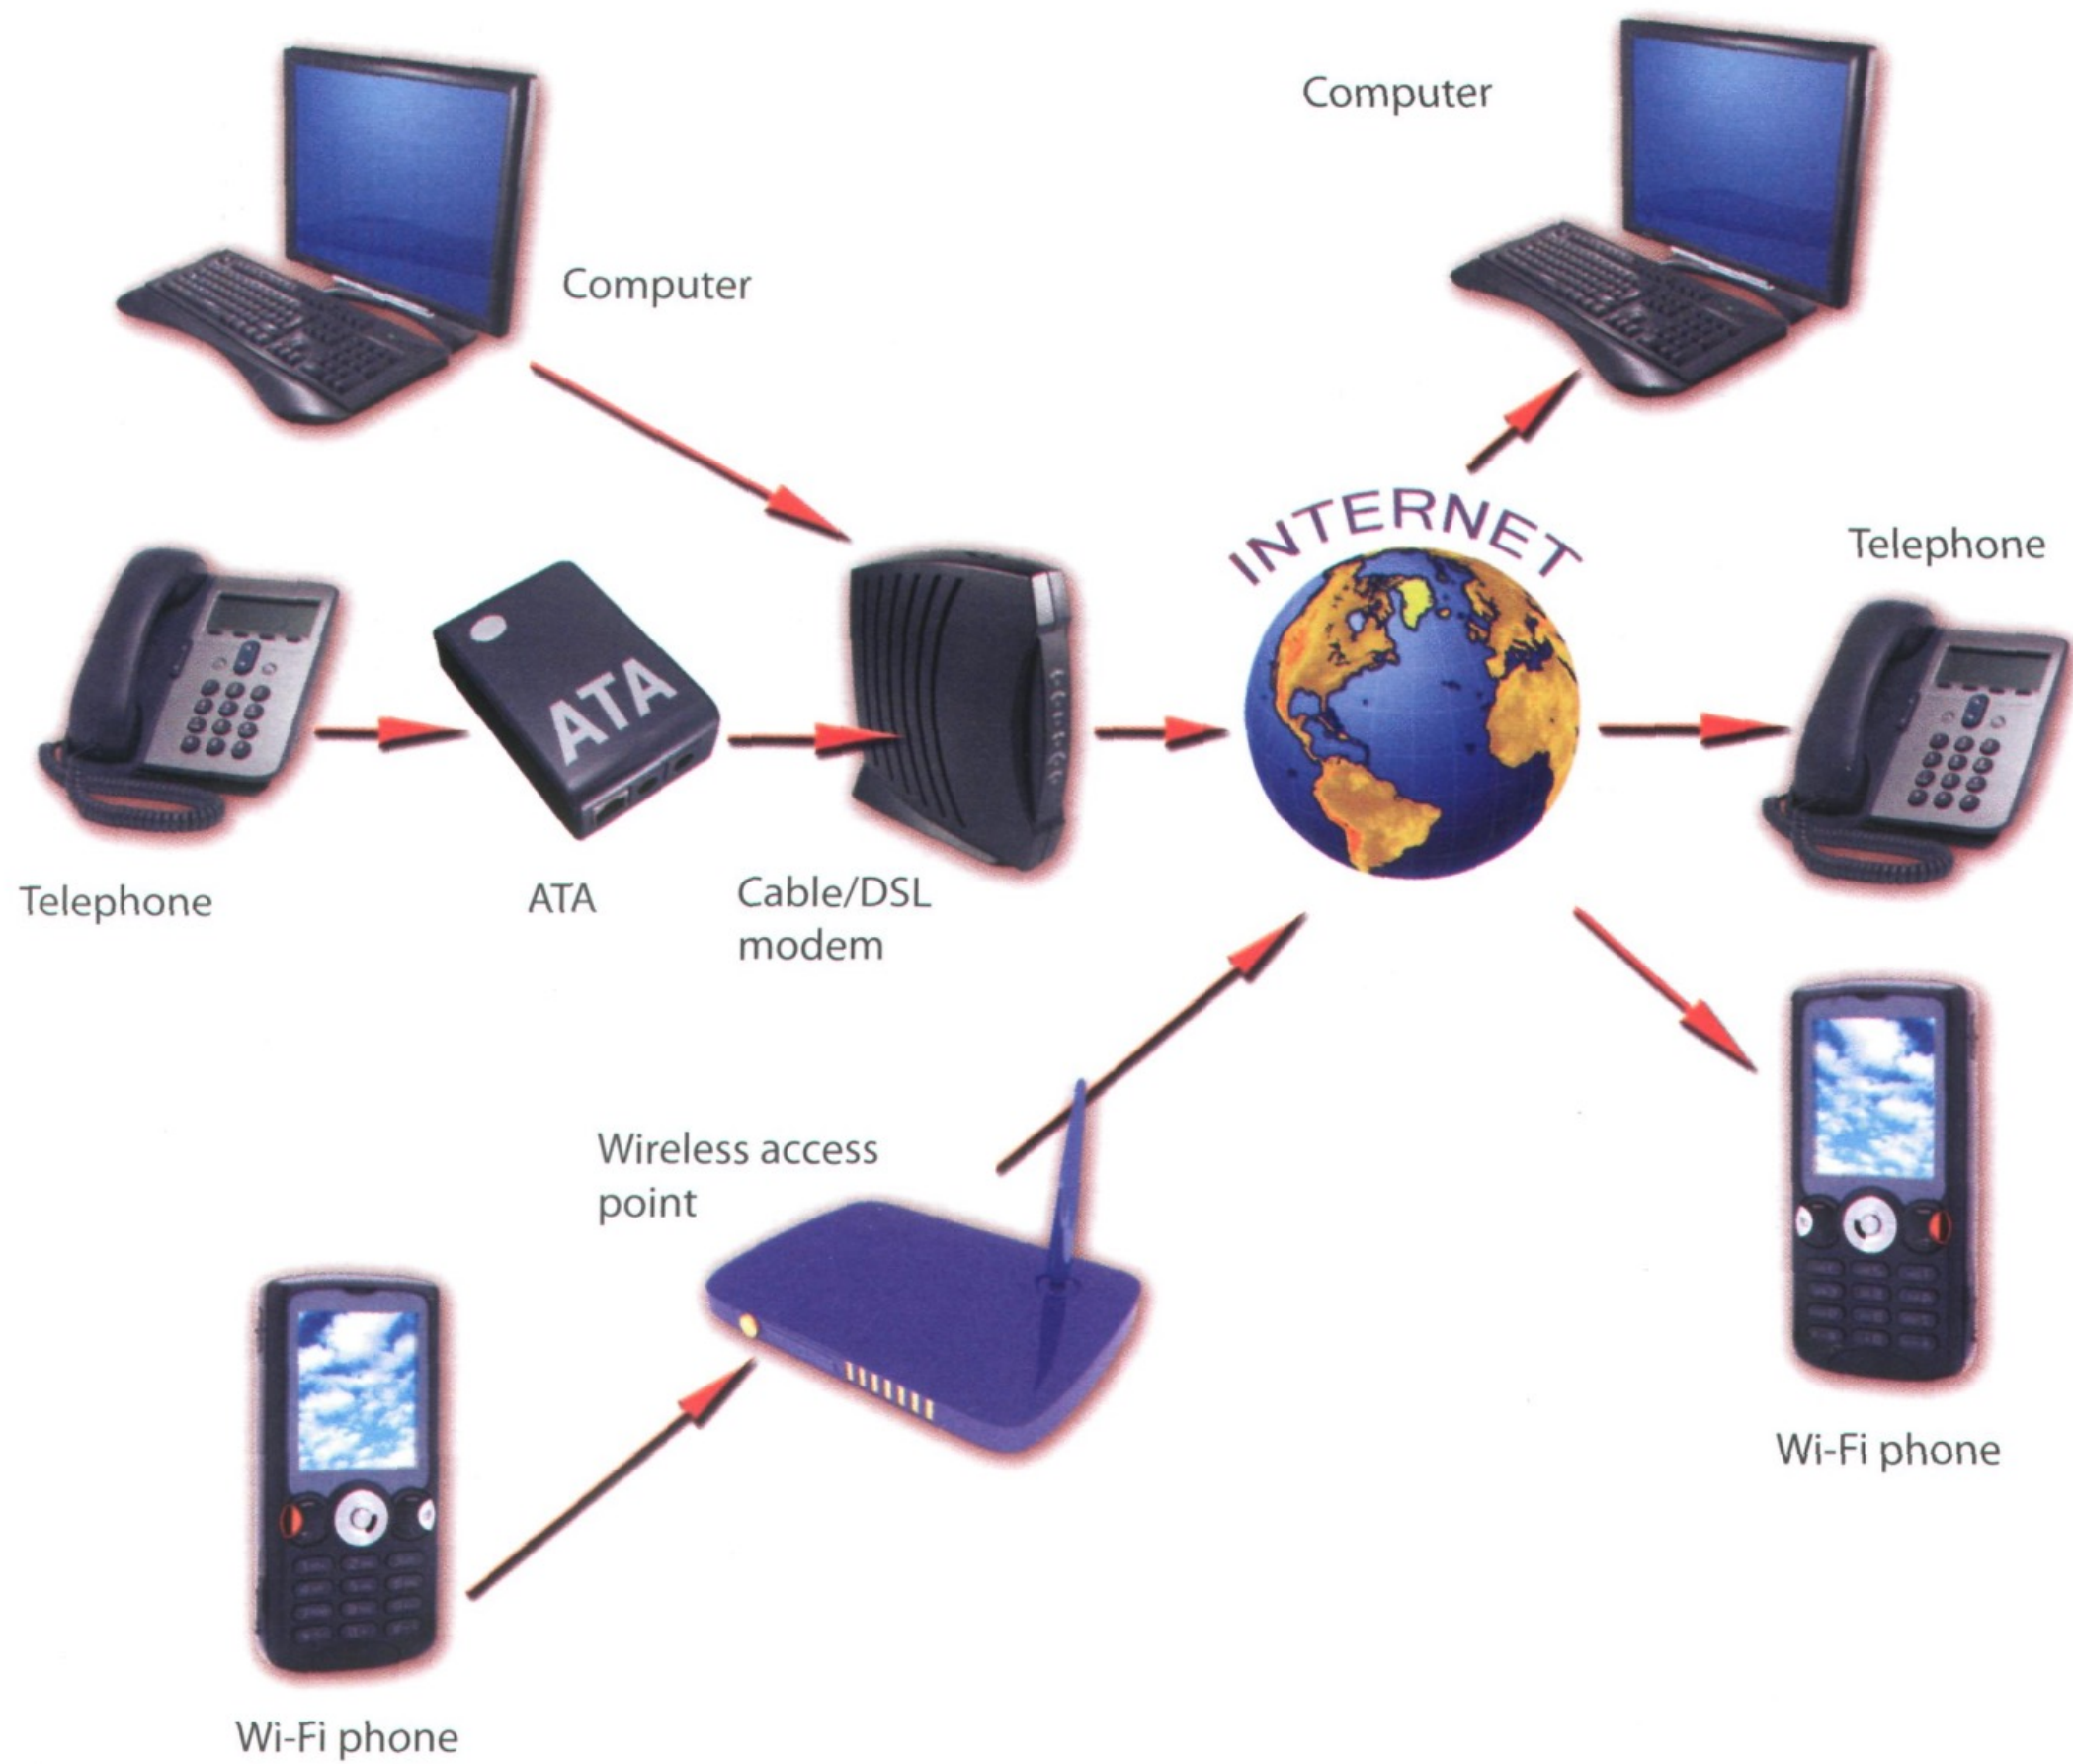 Computer
Computer
INTERNET
Telephone
ATA
Telephone
ATA
Cable/DSL
modem
Wireless access
point
Wi-Fi phone
Wi-Fi phone